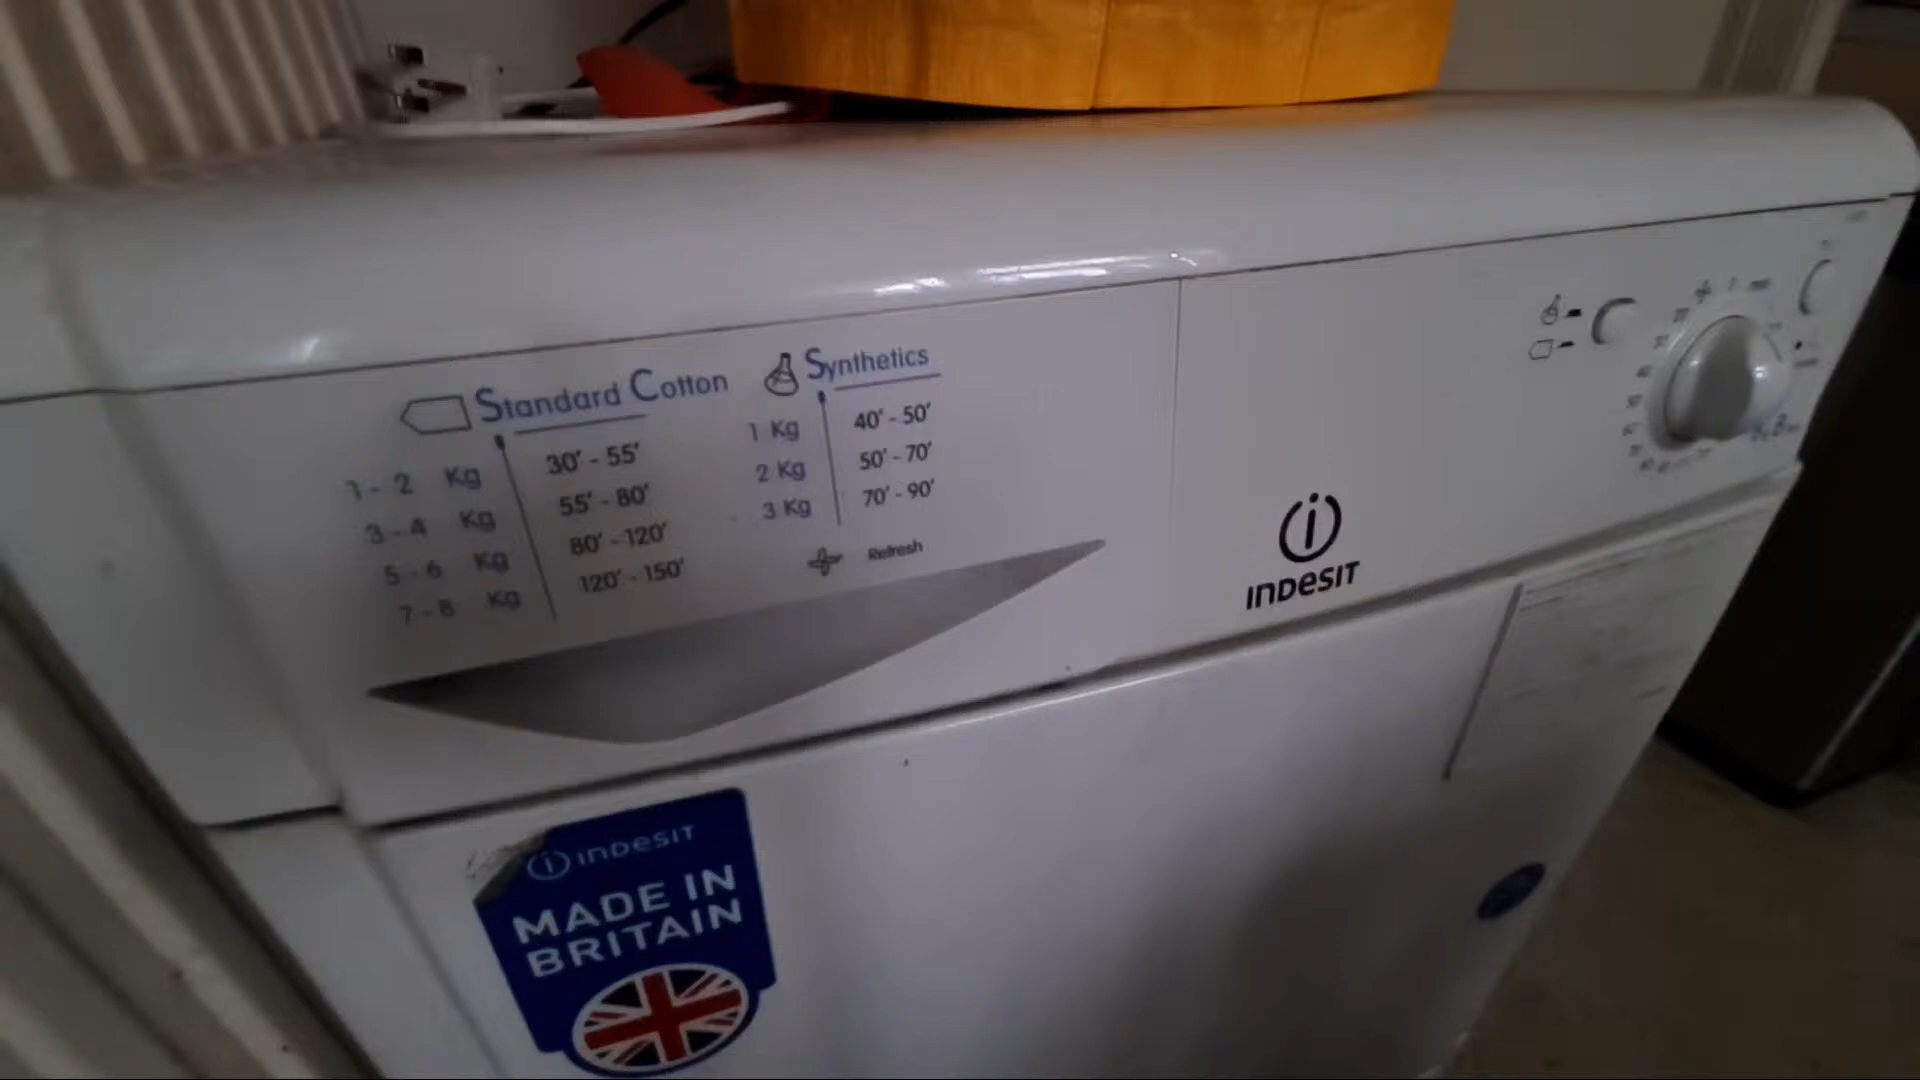 Standard Cotton
1 - 2 Kg 30' - 55'
3 - 4 Kg 55' - 80'
5 - 6 Kg 80' - 120'
7 - 8 Kg 120' - 150'
Synthetics
1 Kg 40' - 50'
2 Kg 50' - 70'
3 Kg 70' - 90'
Refresh
INDESIT
INDESIT
MADE IN
BRITAIN